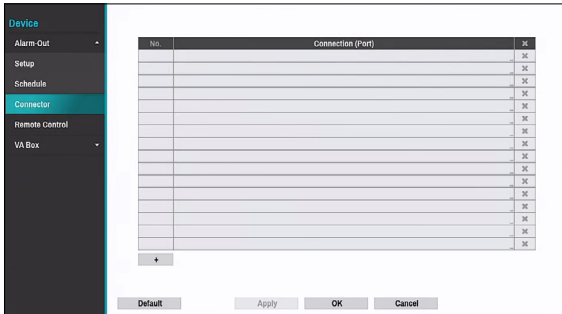 Device
Alarm-Out
Setup
Schedule
Connector
Remote Control
VA Box
No. Connection (Port)
+
Default Apply OK Cancel